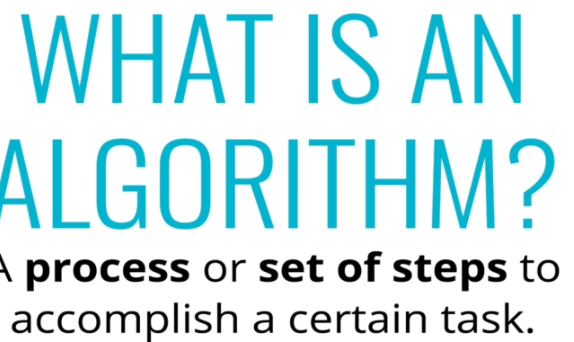 WHAT IS AN
ALGORITHM?
A process or set of steps to
accomplish a certain task.